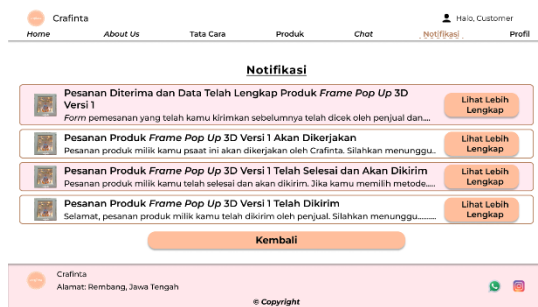 Crafinta
Halo, Customer
Home About Us Tata Cara Produk Chat Notifikasi Profil
Notifikasi
Pesanan Diterima dan Data Telah Lengkap Produk Frame Pop Up 3D
Versi 1
Form pemesanan yang telah kamu kirimkan sebelumnya telah dicek oleh penjual dan....
Lihat Lebih
Lengkap
Pesanan Produk Frame Pop Up 3D Versi 1 Akan Dikerjakan
Pesanan produk milik kamu psaat ini akan dikerjakan oleh Crafinta. Silahkan menunggu..
Lihat Lebih
Lengkap
Pesanan Produk Frame Pop Up 3D Versi 1 Telah Selesai dan Akan Dikirim
Pesanan produk milik kamu telah selesai dan akan dikirim. Jika kamu memilih metode.....
Lihat Lebih
Lengkap
Pesanan Produk Frame Pop Up 3D Versi 1 Telah Dikirim
Selamat, pesanan produk milik kamu telah dikirim oleh penjual. Silahkan menunggu.........
Lihat Lebih
Lengkap
Kembali
Crafinta
Alamat: Rembang, Jawa Tengah
© Copyright